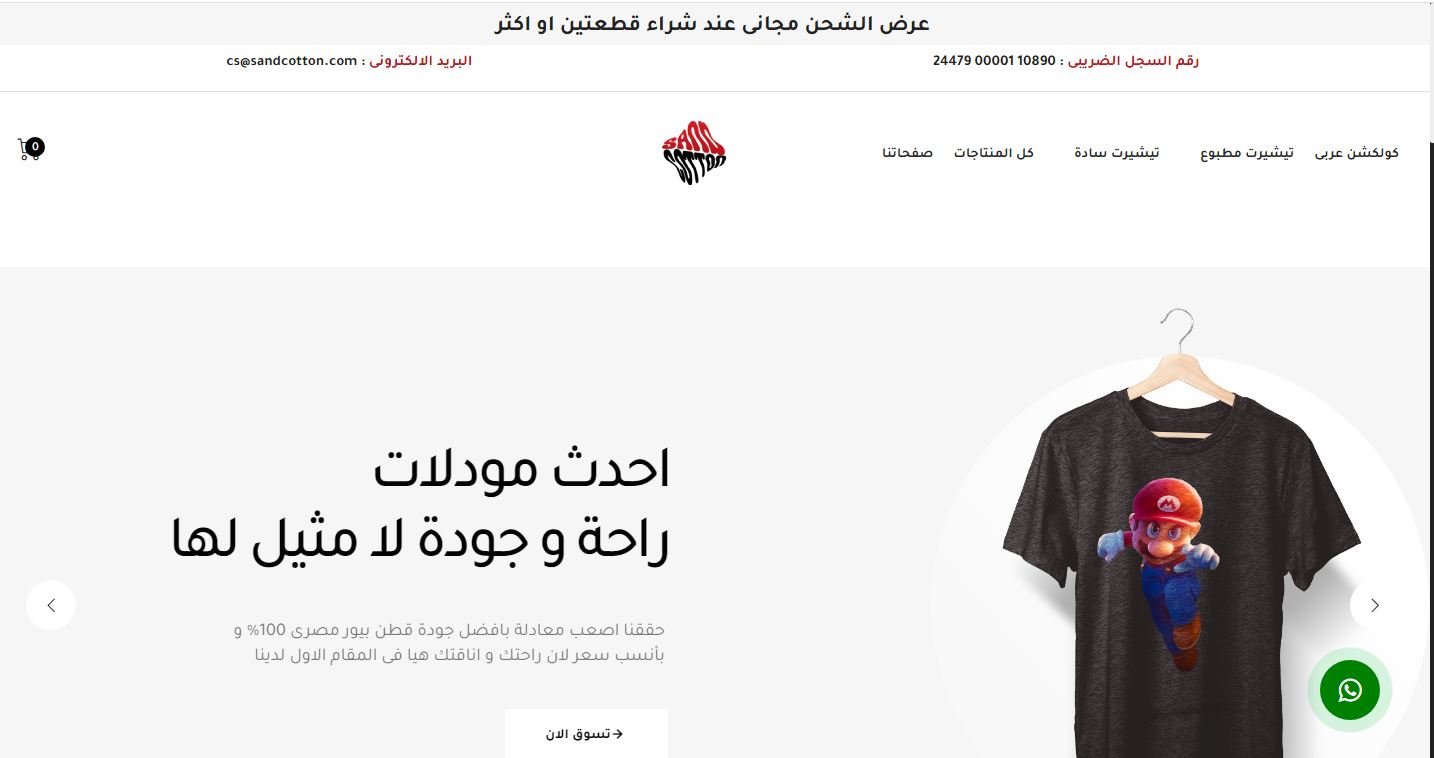 عرض الشحن مجانى عند شراء قطعتين او اكثر
رقم السجل الضريبى : 10890 00001 24479
البريد الالكترونى : cs@sandcotton.com
كولكشن عربى
تيشيرت مطبوع
تيشيرت سادة
كل المنتاجات
صفحاتنا
SAND
COTTON
0
احدث مودلات
راحة و جودة لا مثيل لها
حققنا اصعب معادلة بافضل جودة قطن بيور مصرى 100% و
بأنسب سعر لان راحتك و اناقتك هيا فى المقام الاول لدينا
M
تسوق الان→